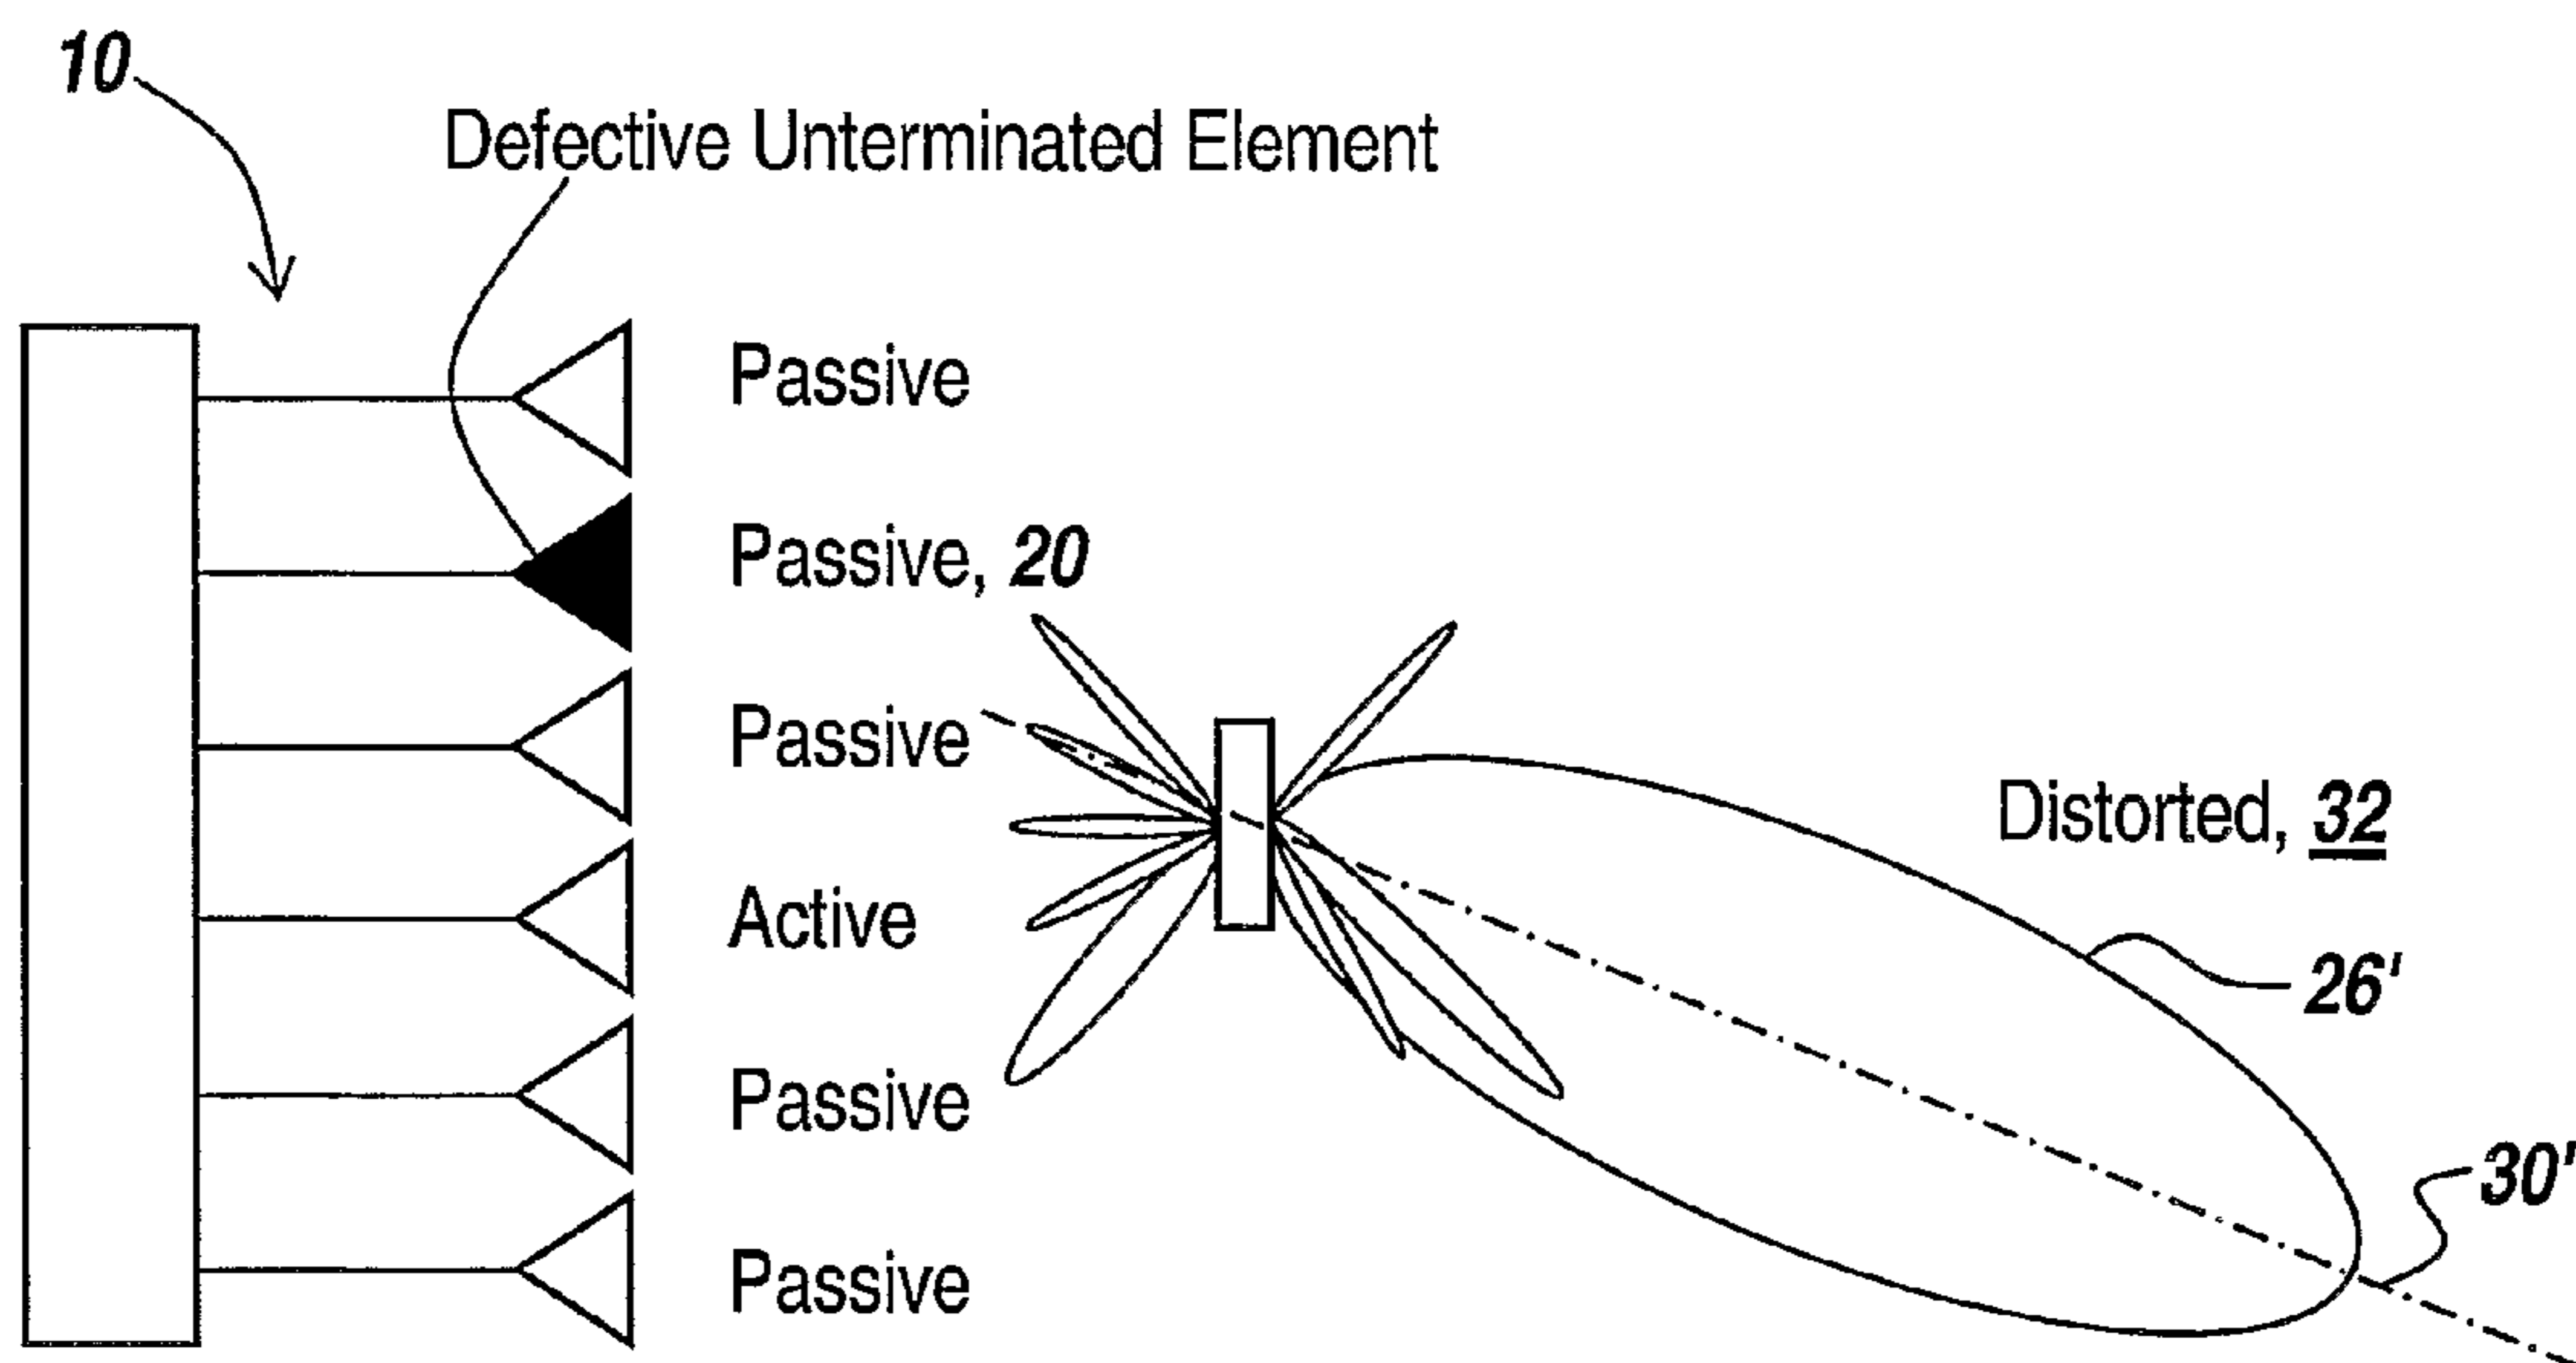 10
Defective Unterminated Element
Passive
Passive, 20
Passive
Distorted, 32
Active
26'
Passive
30'
Passive